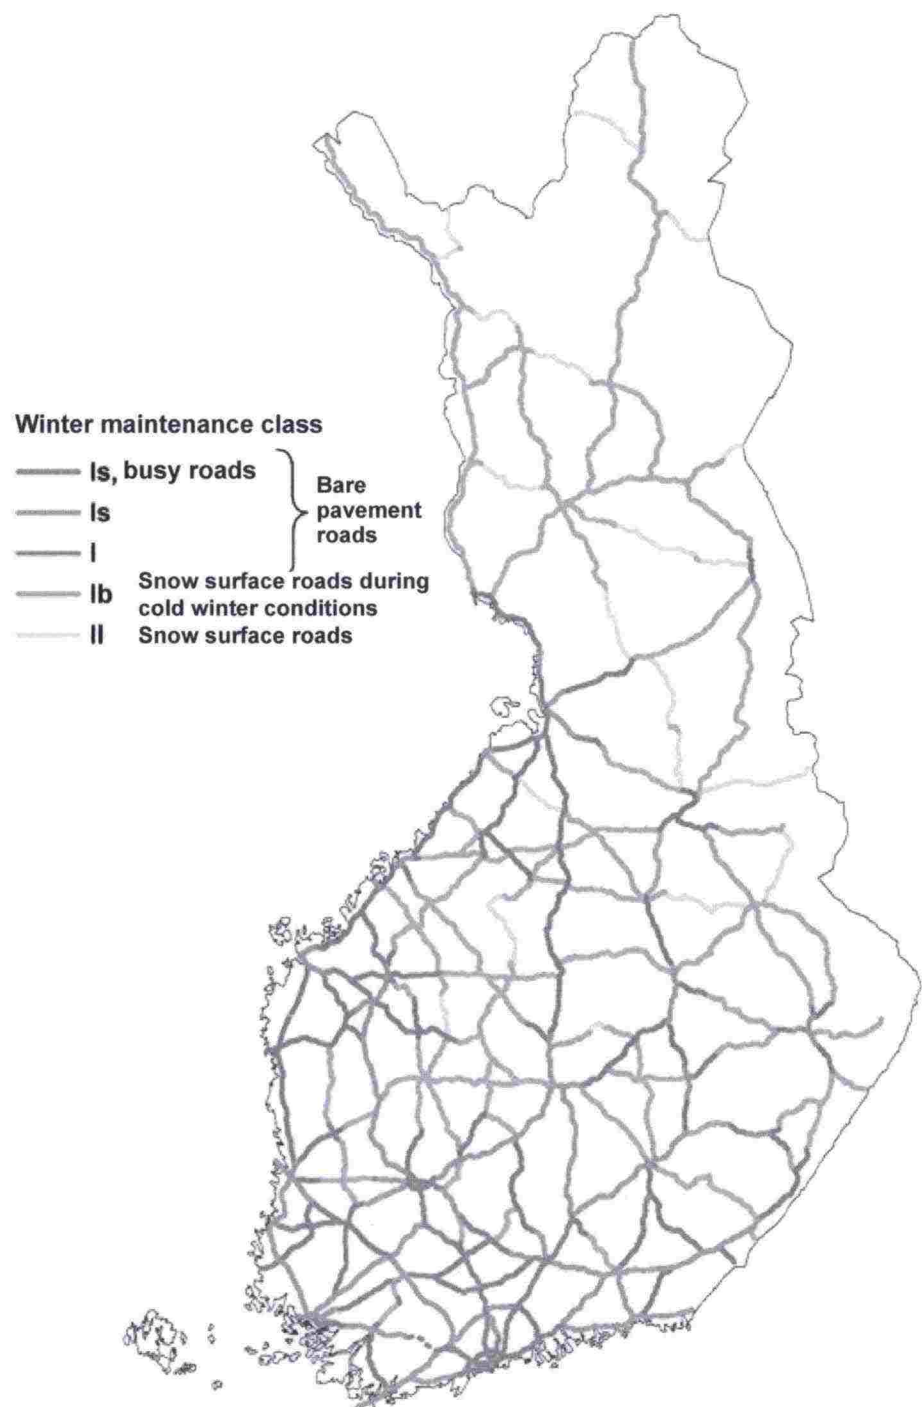 Winter maintenance class
Is, busy roads
Is
I
Ib
II
Bare
pavement
roads
Snow surface roads during
cold winter conditions
Snow surface roads